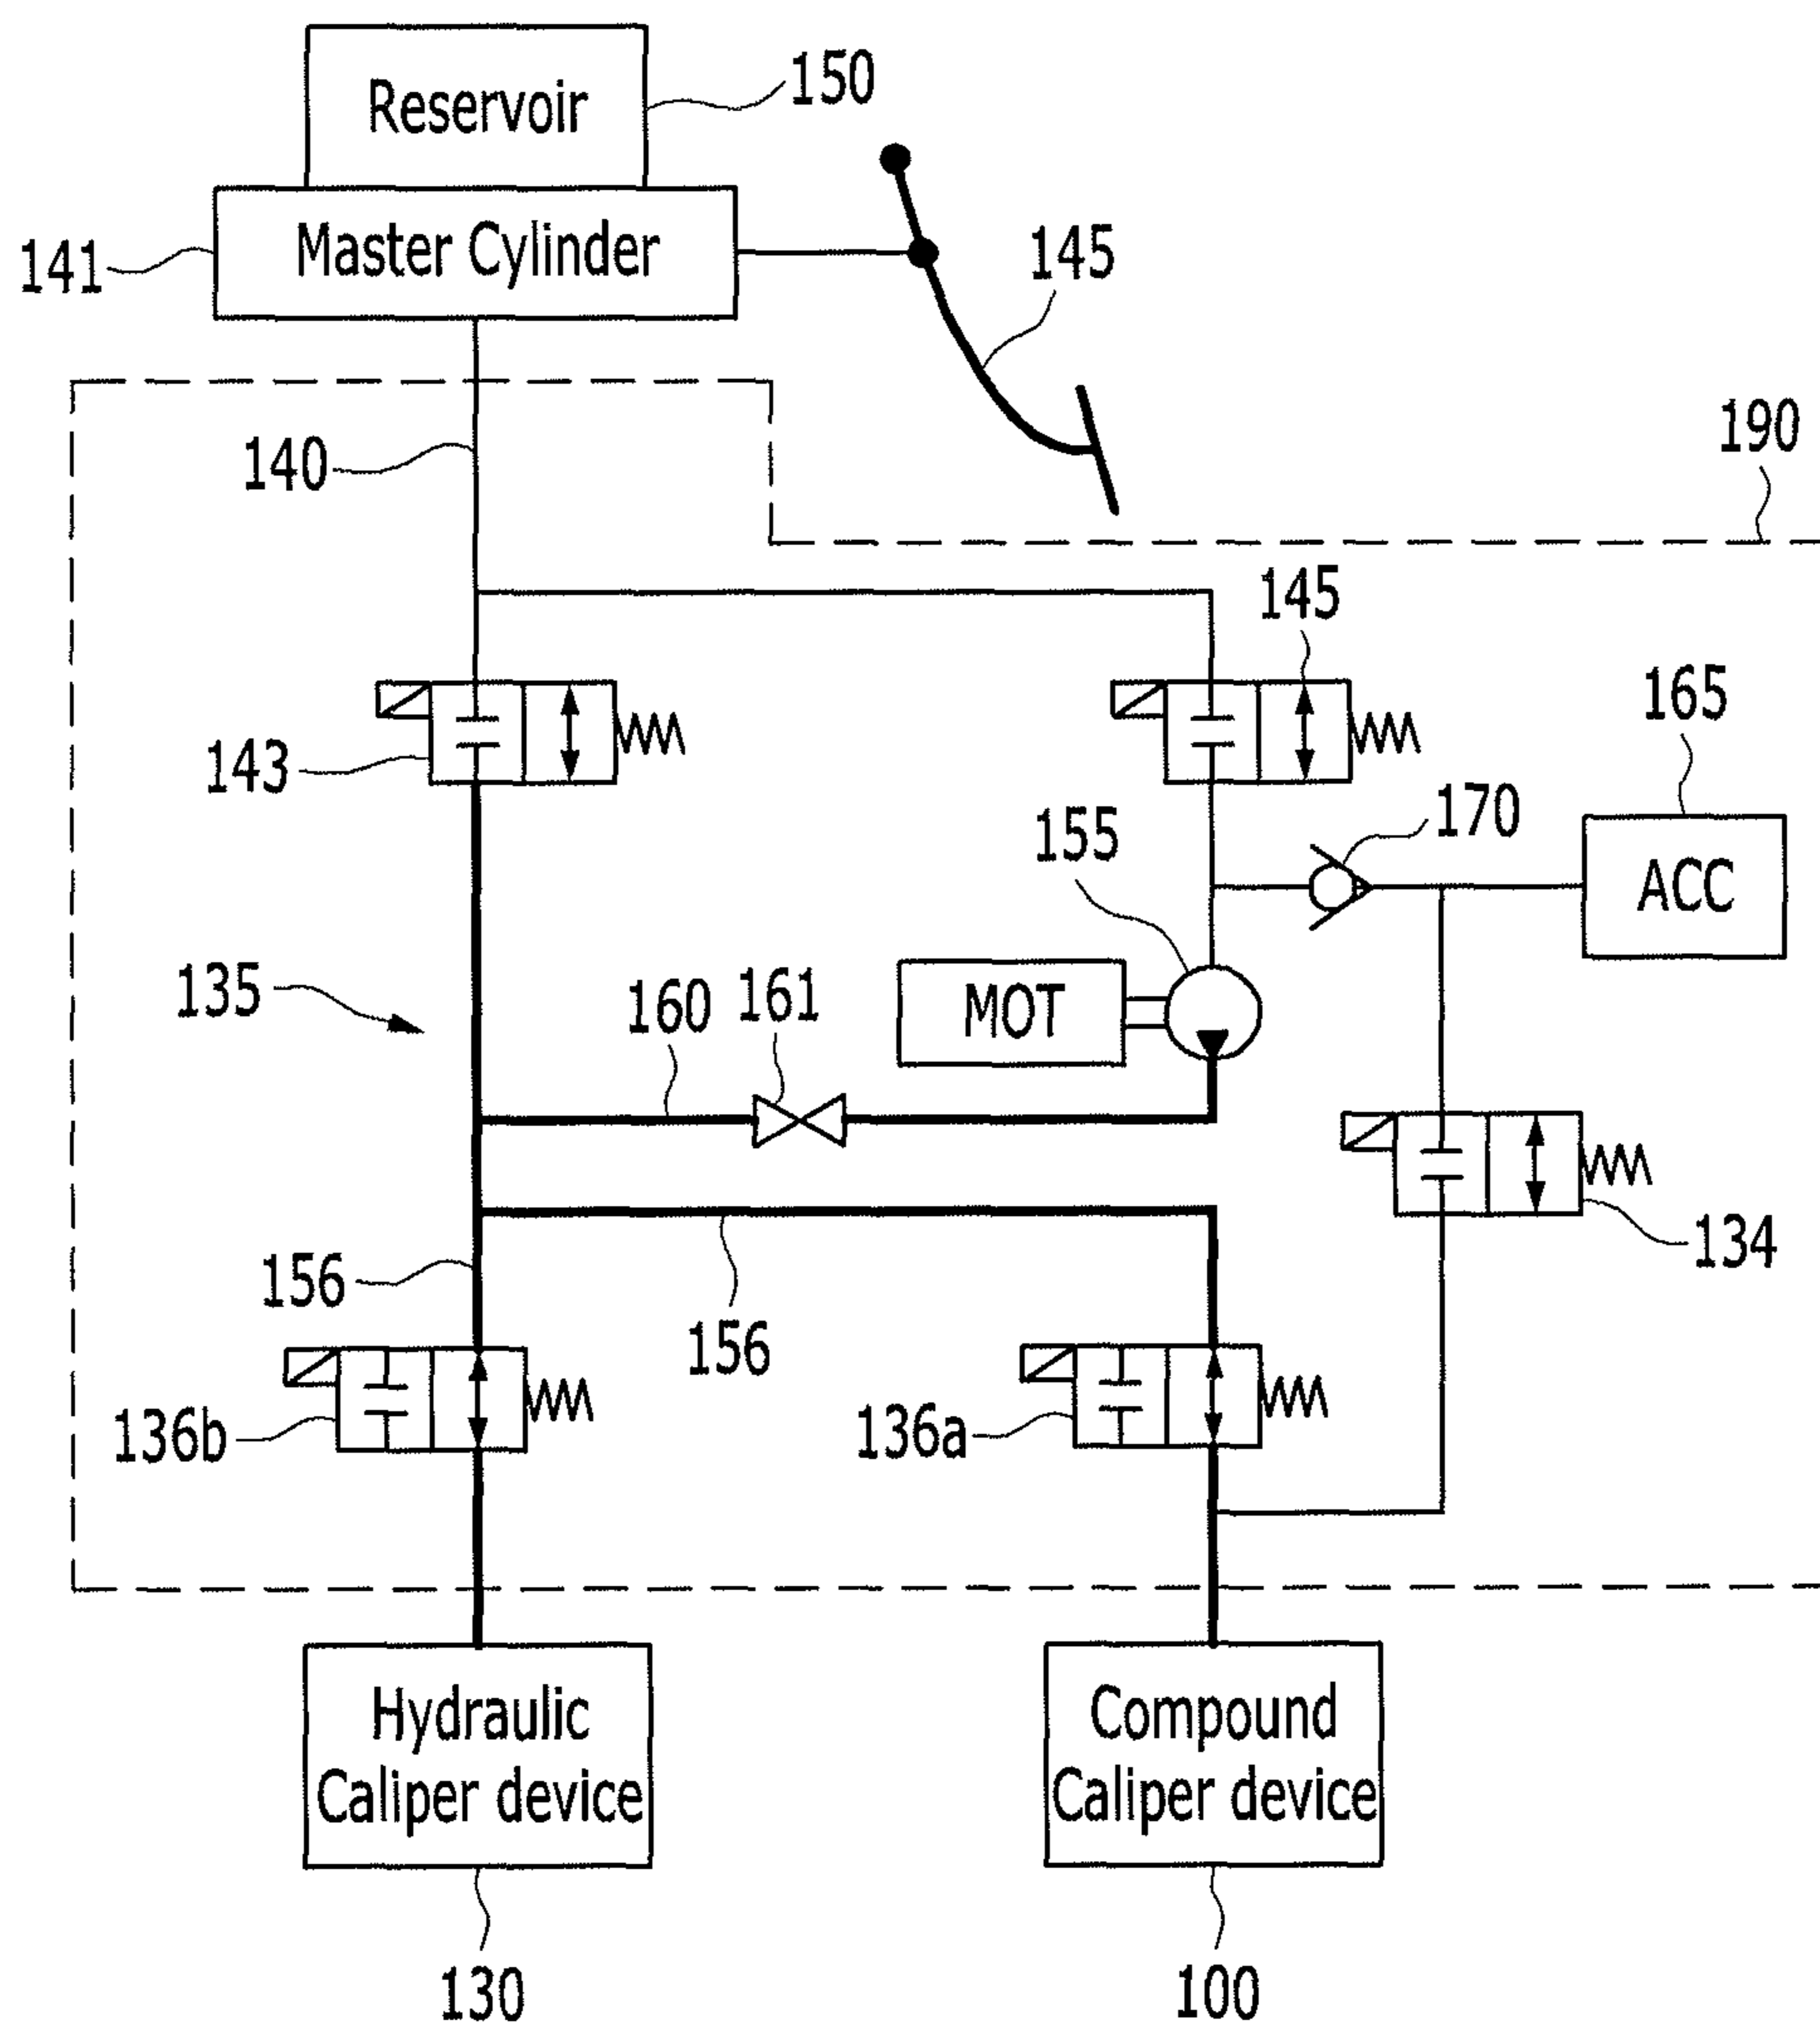 Reservoir
150
Master Cylinder
141
145
140
190
145
143
165
155
170
ACC
135
160
161
MOT
134
156
156
136b
136a
Hydraulic
Caliper device
Compound
Caliper device
130
100